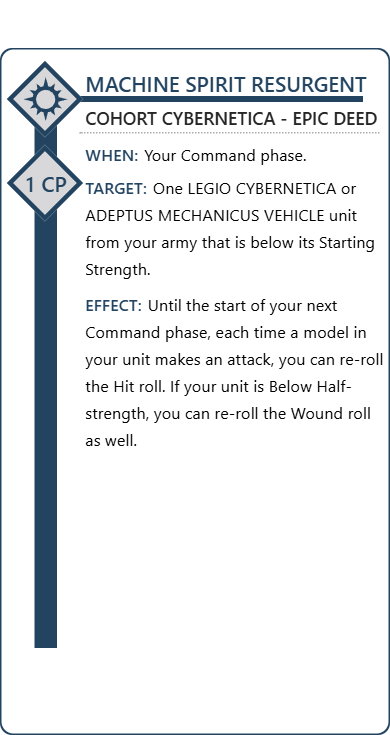 MACHINE SPIRIT RESURGENT
COHORT CYBERNETICA - EPIC DEED
WHEN: Your Command phase.
1 CP
TARGET: One LEGIO CYBERNETICA or
ADEPTUS MECHANICUS VEHICLE unit
from your army that is below its Starting
Strength.
EFFECT: Until the start of your next
Command phase, each time a model in
your unit makes an attack, you can re-roll
the Hit roll. If your unit is Below Half-
strength, you can re-roll the Wound roll
as well.